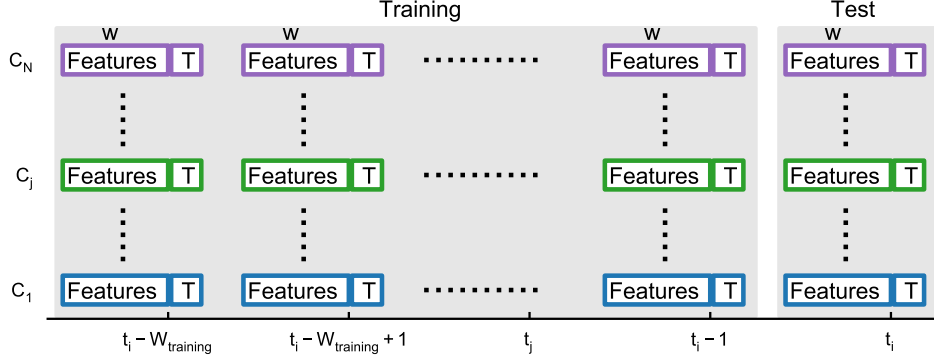 Training Test
w w w w
C_N Features T Features T Features T Features T
C_j Features T Features T Features T Features T
C_1 Features T Features T Features T Features T
t_i − W_training t_i − W_training + 1 t_j t_i − 1 t_i